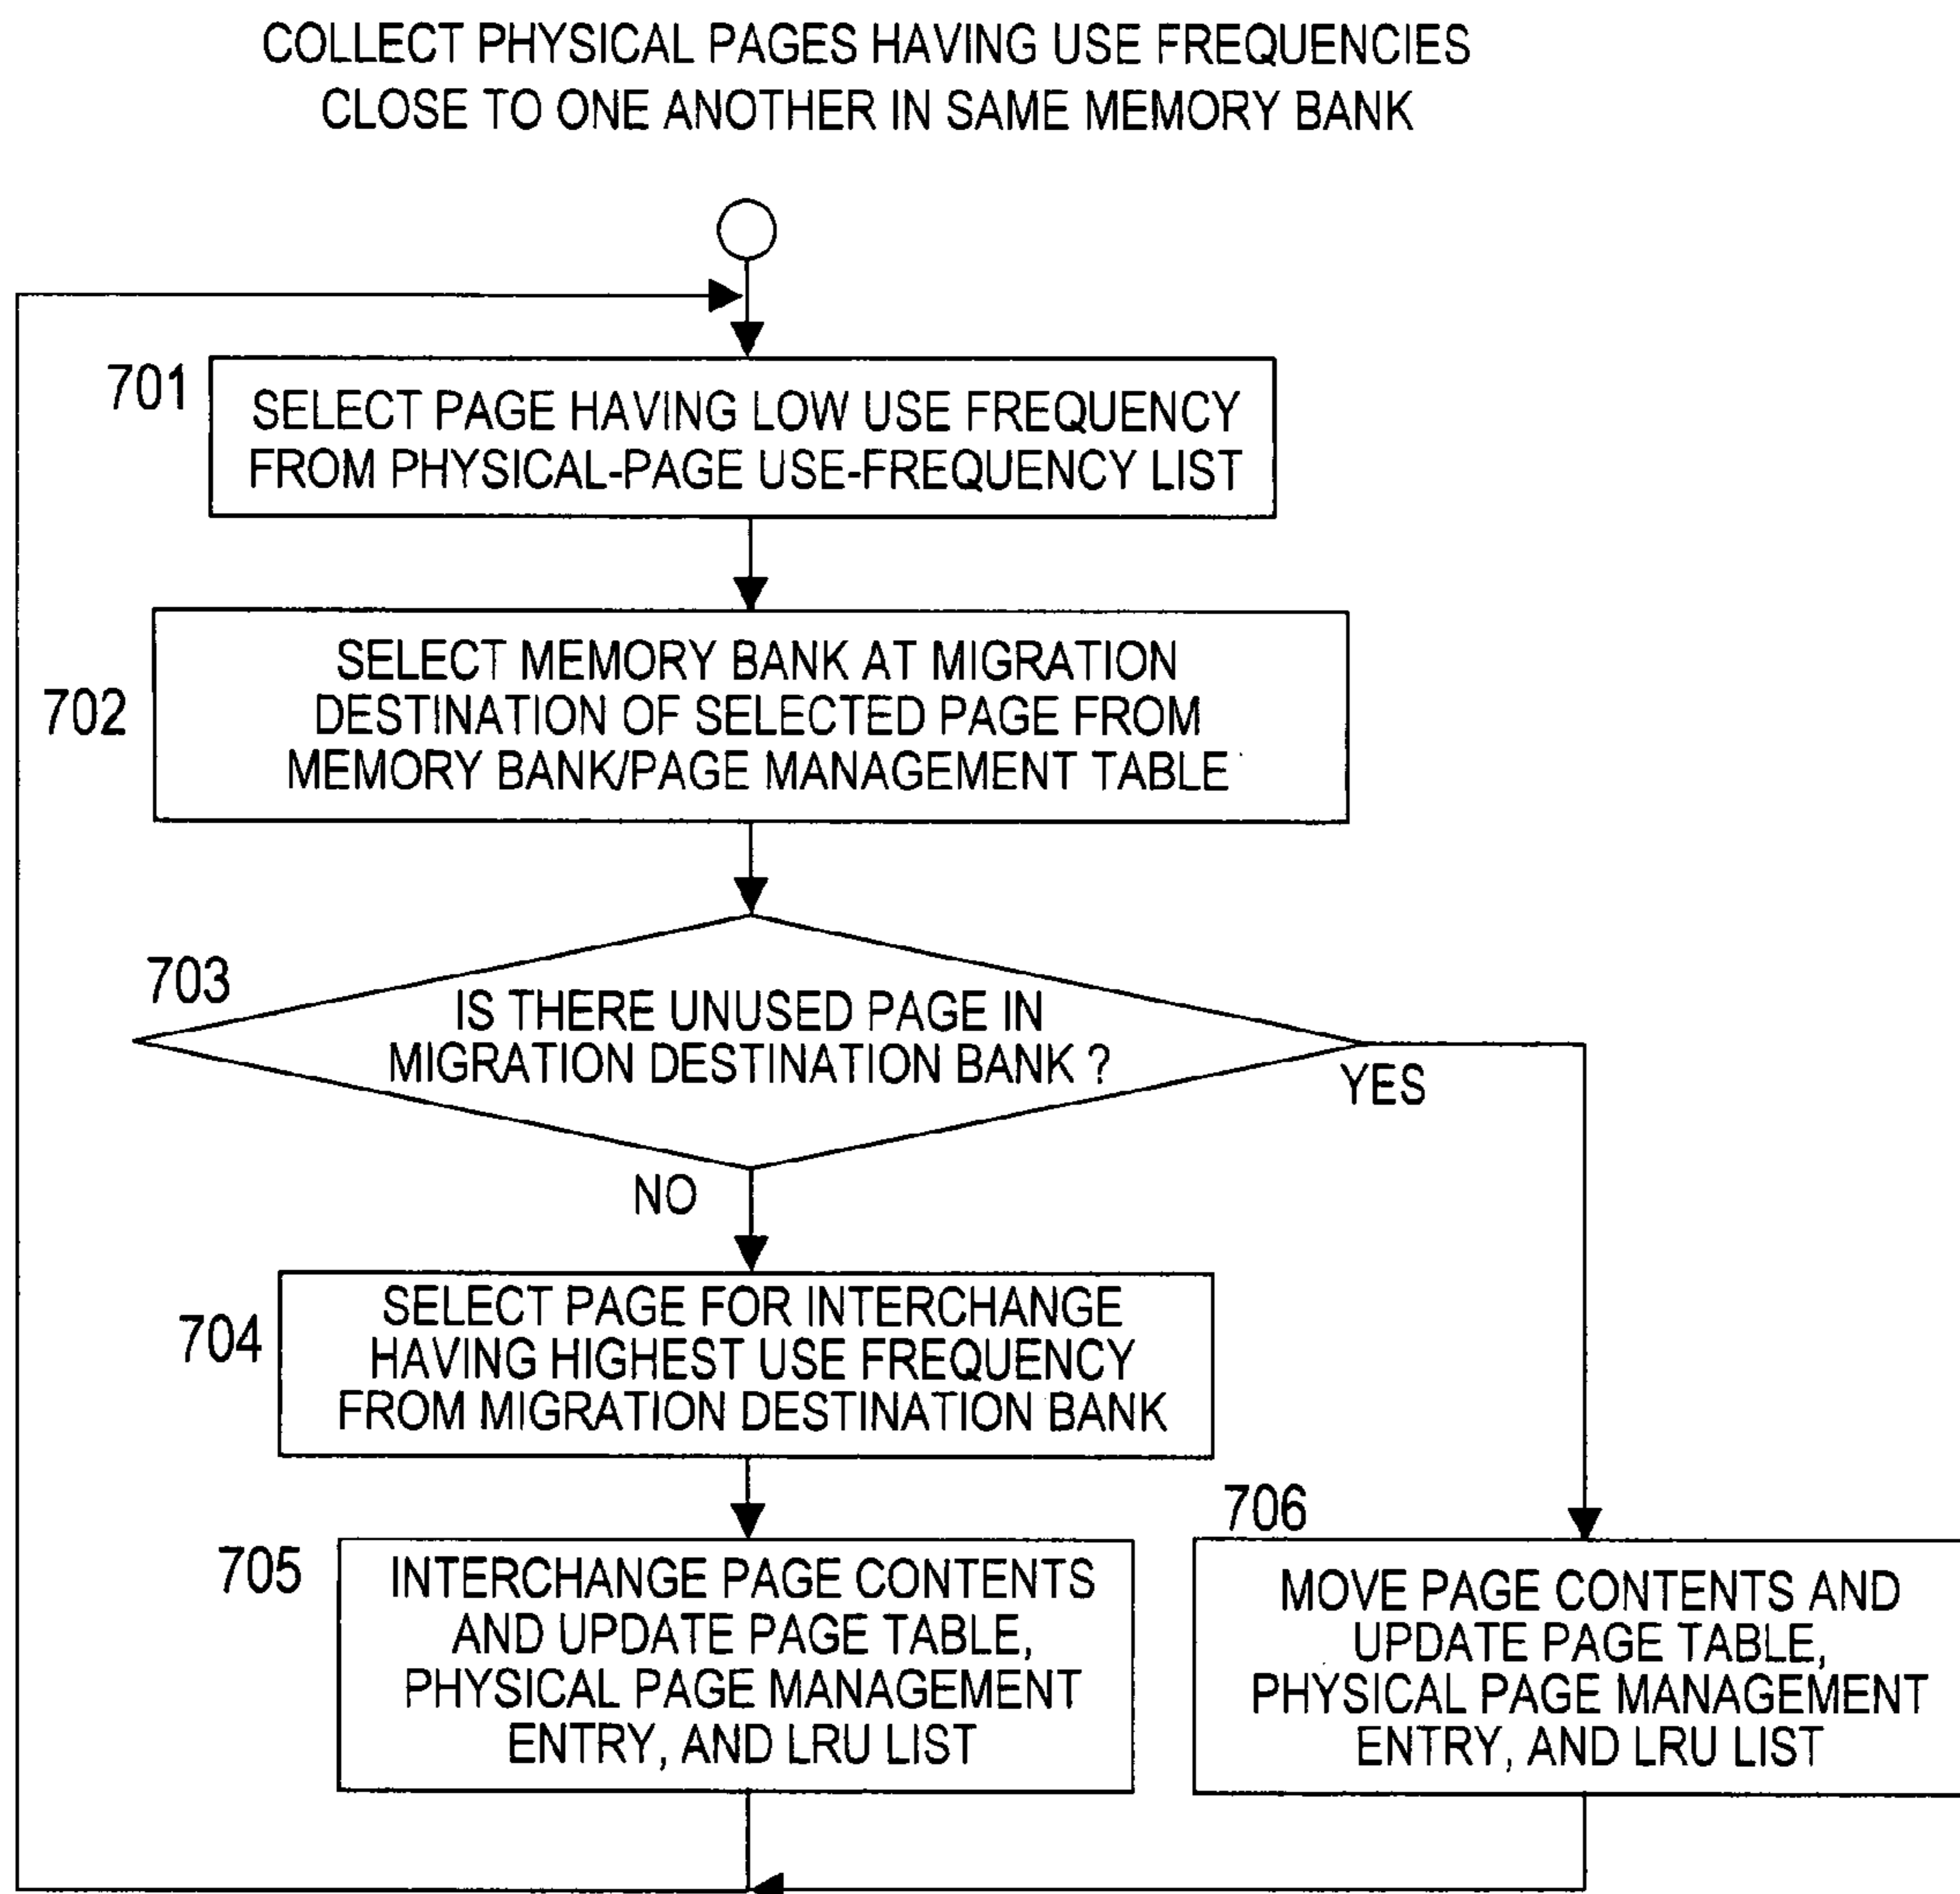 COLLECT PHYSICAL PAGES HAVING USE FREQUENCIES
CLOSE TO ONE ANOTHER IN SAME MEMORY BANK
701
SELECT PAGE HAVING LOW USE FREQUENCY
FROM PHYSICAL-PAGE USE-FREQUENCY LIST
702
SELECT MEMORY BANK AT MIGRATION
DESTINATION OF SELECTED PAGE FROM
MEMORY BANK/PAGE MANAGEMENT TABLE
703
IS THERE UNUSED PAGE IN
MIGRATION DESTINATION BANK ?
YES
NO
704
SELECT PAGE FOR INTERCHANGE
HAVING HIGHEST USE FREQUENCY
FROM MIGRATION DESTINATION BANK
705
INTERCHANGE PAGE CONTENTS
AND UPDATE PAGE TABLE,
PHYSICAL PAGE MANAGEMENT
ENTRY, AND LRU LIST
706
MOVE PAGE CONTENTS AND
UPDATE PAGE TABLE,
PHYSICAL PAGE MANAGEMENT
ENTRY, AND LRU LIST